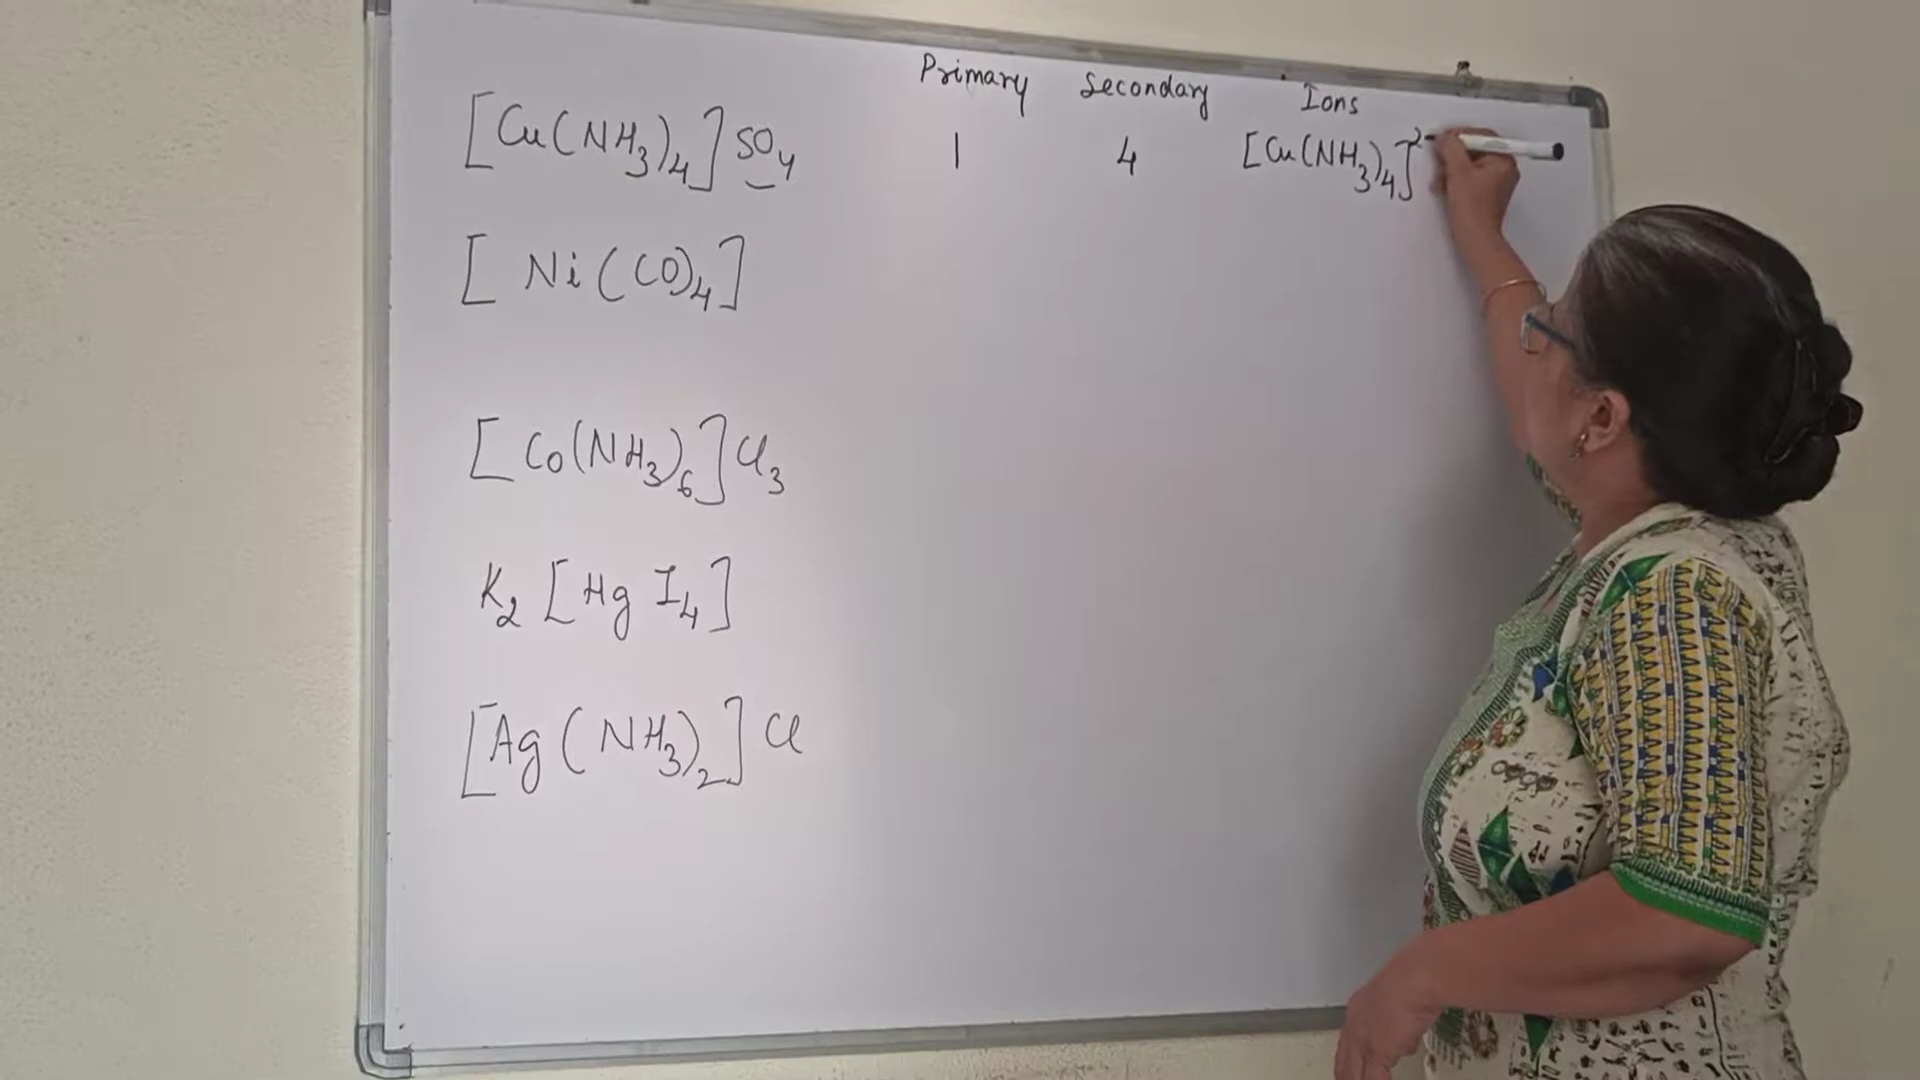 Primary Secondary Ions
[Cu(NH₃)₄]SO₄ 1 4 [Cu(NH₃)₄]²
[Ni(CO)₄]
[Co(NH₃)₆]Cl₃
K₂[HgI₄]
[Ag(NH₃)₂]Cl